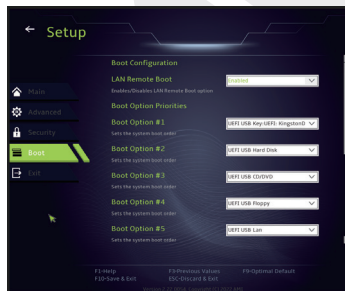 Setup
Boot Configuration
LAN Remote Boot
Enabled
Enables/Disables LAN Remote Boot option
Main
Boot Option Priorities
Advanced
Boot Option #1
UEFI USB Key:UEFI: KingstonD
Sets the system boot order
Security
Boot Option #2
UEFI USB Hard Disk
Sets the system boot order
Boot
Boot Option #3
UEFI USB CD/DVD
Sets the system boot order
Exit
Boot Option #4
UEFI USB Floppy
Sets the system boot order
Boot Option #5
UEFI USB Lan
Sets the system boot order
F1-Help
F3-Previous Values
F9-Optimal Default
F10-Save & Exit
ESC-Discard & Exit